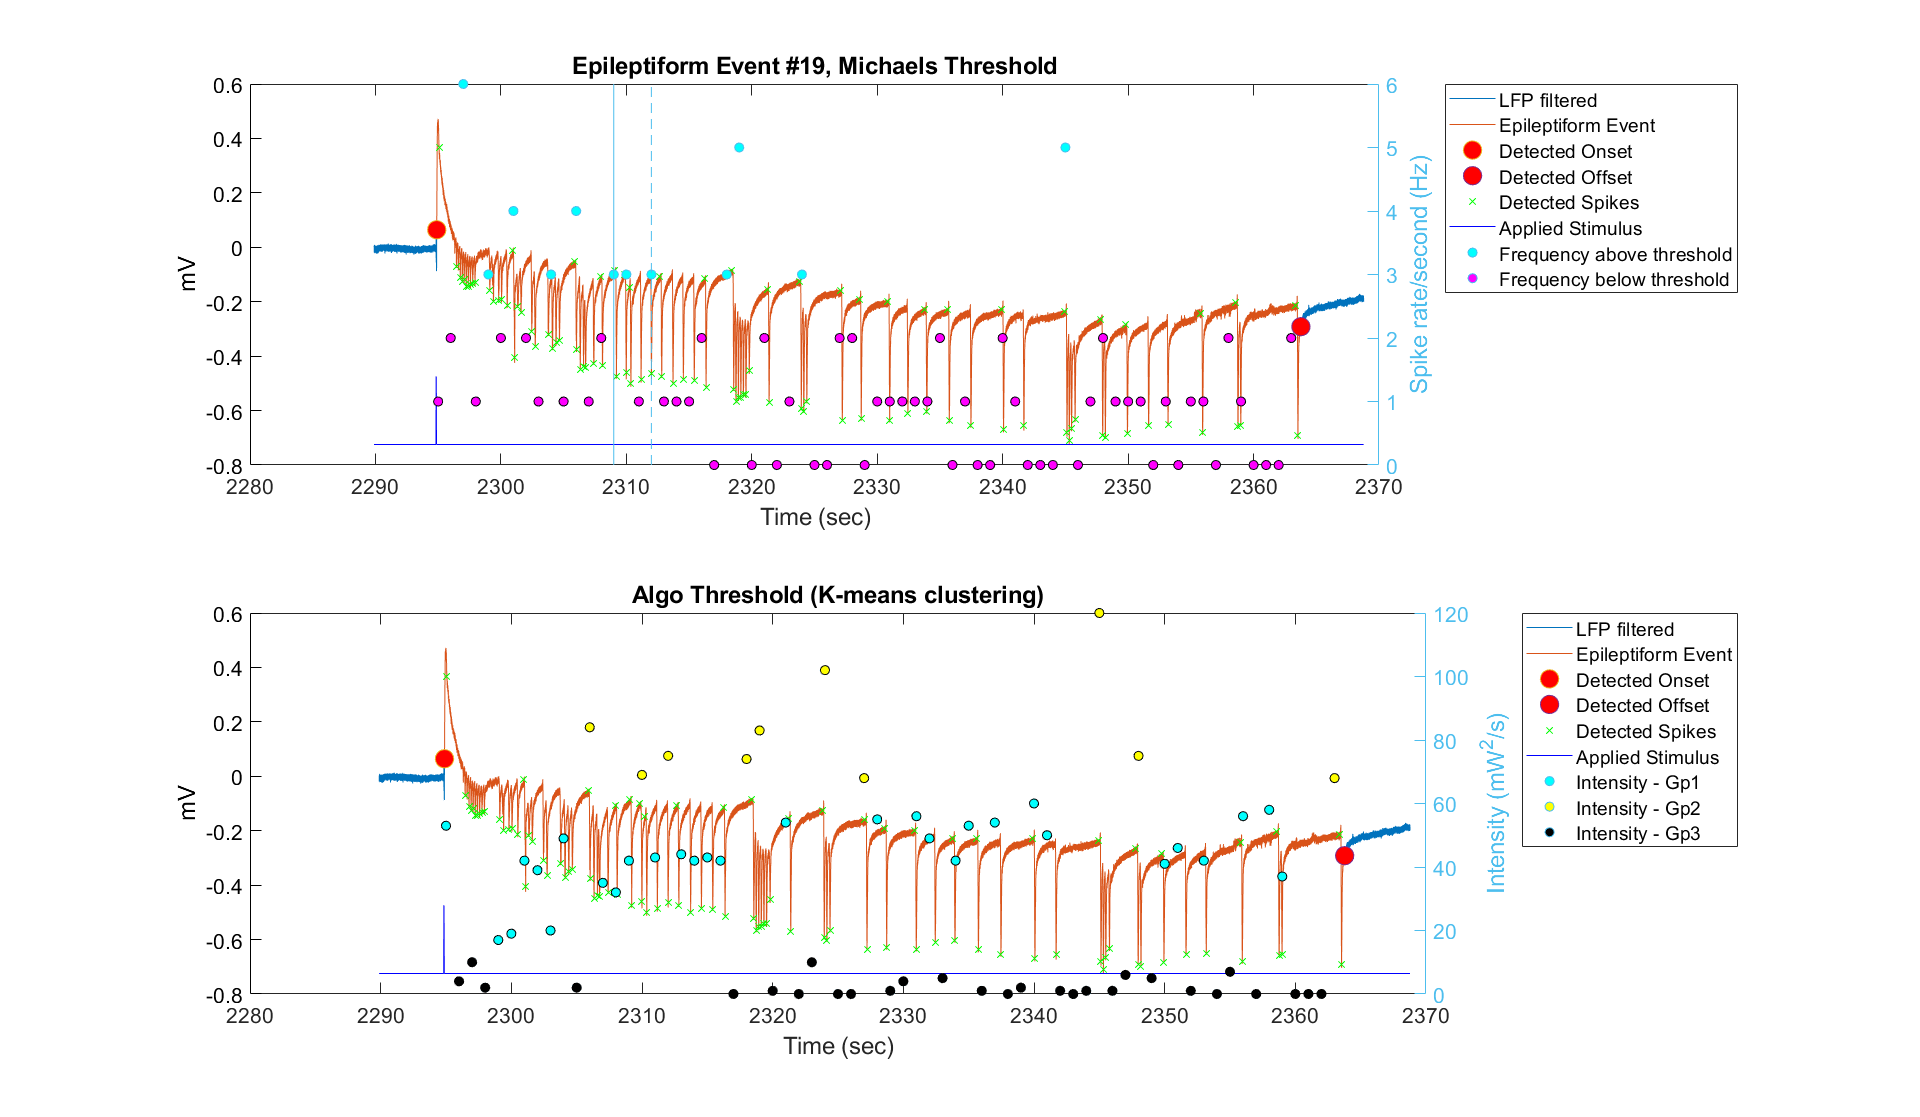 Epileptiform Event #19, Michaels Threshold
0.6
0.4
0.2
0
-0.2
-0.4
-0.6
-0.8
mV
2280
2290
2300
2310
2320
2330
2340
2350
2360
2370
Time (sec)
6
5
4
3
2
1
0
Spike rate/second (Hz)
LFP filtered
Epileptiform Event
Detected Onset
Detected Offset
Detected Spikes
Applied Stimulus
Frequency above threshold
Frequency below threshold
Algo Threshold (K-means clustering)
0.6
0.4
0.2
0
-0.2
-0.4
-0.6
-0.8
mV
2280
2290
2300
2310
2320
2330
2340
2350
2360
2370
Time (sec)
120
100
80
60
40
20
0
Intensity (mW²/s)
LFP filtered
Epileptiform Event
Detected Onset
Detected Offset
Detected Spikes
Applied Stimulus
Intensity - Gp1
Intensity - Gp2
Intensity - Gp3